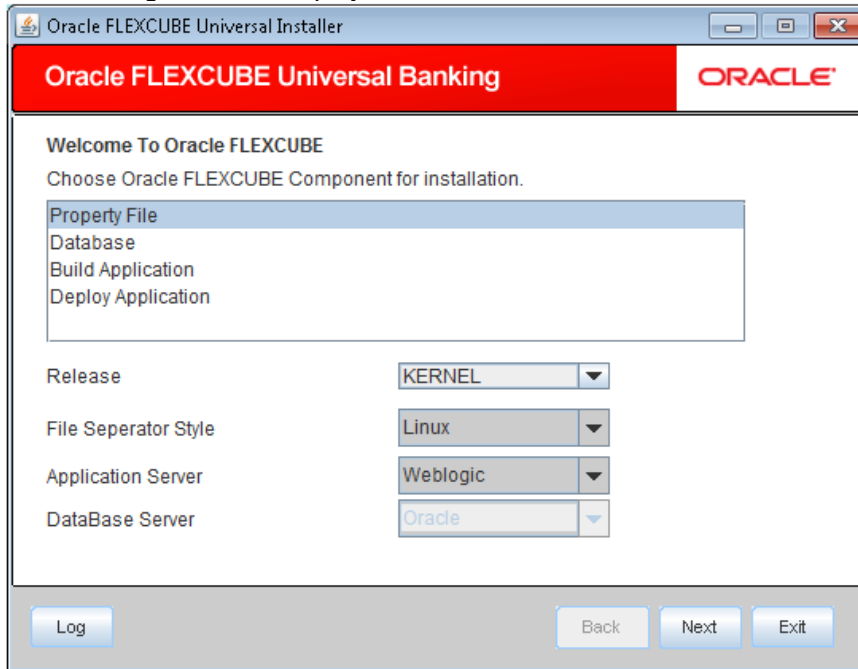 Oracle FLEXCUBE Universal Installer
Oracle FLEXCUBE Universal Banking ORACLE
Welcome To Oracle FLEXCUBE
Choose Oracle FLEXCUBE Component for installation.
Property File
Database
Build Application
Deploy Application
Release KERNEL
File Seperator Style Linux
Application Server Weblogic
DataBase Server Oracle
Log Back Next Exit